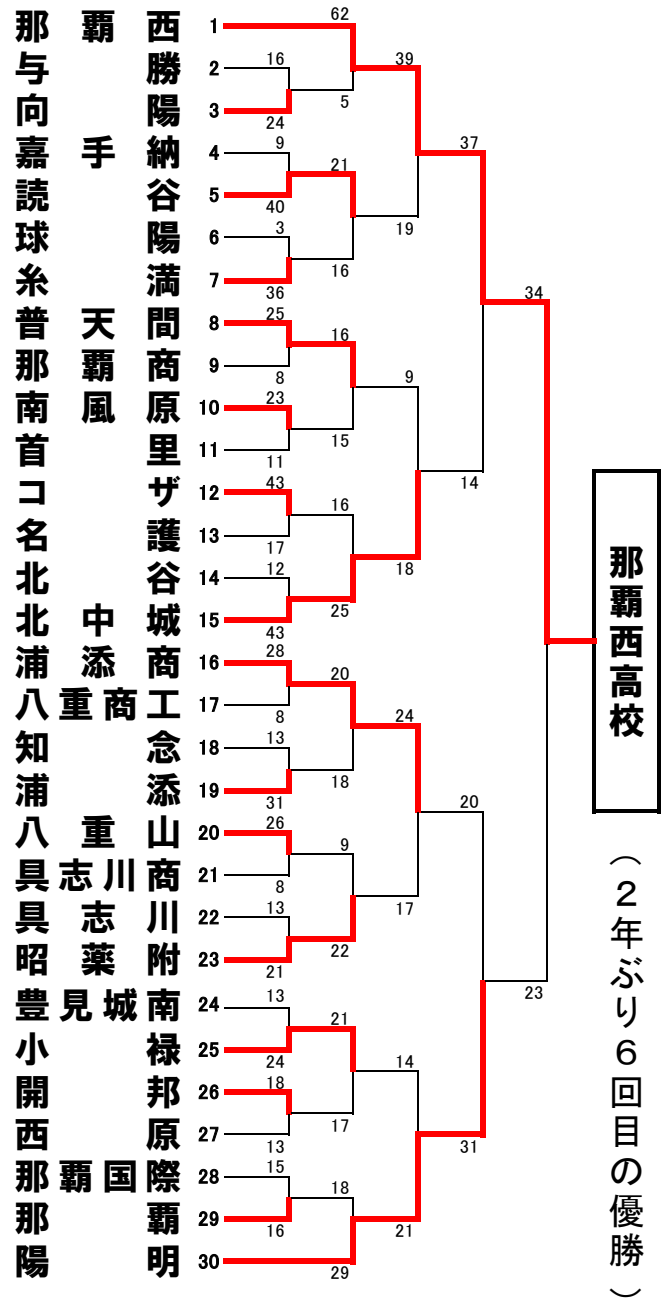 那覇西 1
与勝 2
向陽 3
嘉手納 4
読谷 5
球陽 6
糸満 7
普天間 8
那覇商 9
南風原 10
首里 11
コザ 12
名護 13
北谷 14
北中城 15
浦添商 16
八重商工 17
知念 18
浦添 19
八重山 20
具志川商 21
具志川 22
昭薬附 23
豊見城南 24
小禄 25
開邦 26
西原 27
那覇国際 28
那覇 29
陽明 30
16
24
9
40
3
36
25
8
23
11
43
17
12
43
28
8
13
31
26
8
13
21
13
24
18
13
15
16
62
5
21
16
16
15
16
25
20
18
9
22
21
17
18
29
39
19
9
18
24
17
14
21
37
14
20
31
34
23
那覇西高校
（２年ぶり６回目の優勝）